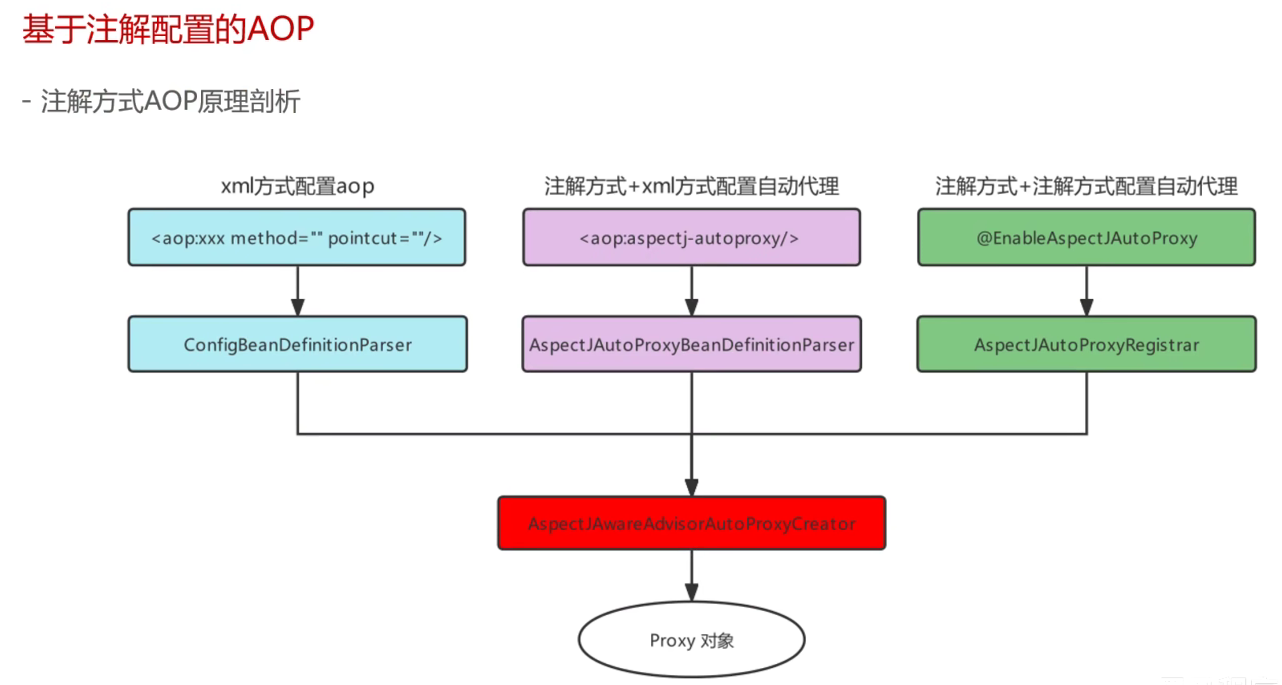 基于注解配置的AOP
- 注解方式AOP原理剖析
xml方式配置aop
注解方式+xml方式配置自动代理
注解方式+注解方式配置自动代理
<aop:xxx method="" pointcut=""/>
<aop:aspectj-autoproxy/>
@EnableAspectJAutoProxy
ConfigBeanDefinitionParser
AspectJAutoProxyBeanDefinitionParser
AspectJAutoProxyRegistrar
AspectJAwareAdvisorAutoProxyCreator
Proxy 对象